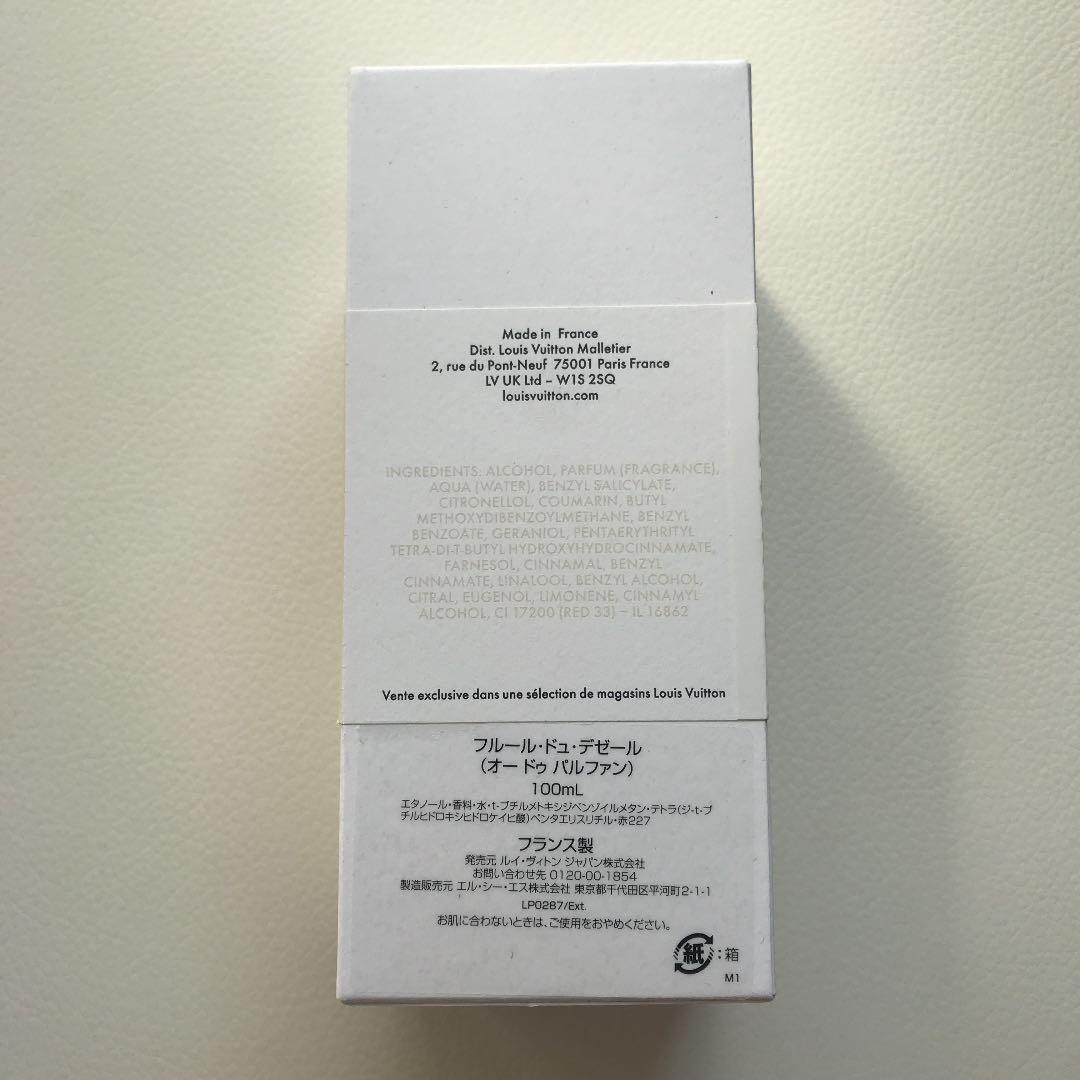 Made in France
Dist. Louis Vuitton Malletier
2, rue du Pont-Neuf 75001 Paris France
LV UK Ltd – W1S 2SQ
louisvuitton.com
INGREDIENTS: ALCOHOL, PARFUM (FRAGRANCE),
AQUA (WATER), BENZYL SALICYLATE,
CITRONELLOL, COUMARIN, BUTYL
METHOXYDIBENZOYLMETHANE, BENZYL
BENZOATE, GERANIOL, PENTAERYTHRITYL
TETRA-DI-T-BUTYL HYDROXYHYDROCINNAMATE,
FARNESOL, CINNAMAL, BENZYL
CINNAMATE, LINALOOL, BENZYL ALCOHOL,
CITRAL, EUGENOL, LIMONENE, CINNAMYL
ALCOHOL, CI 17200 (RED 33) – IL 16862
Vente exclusive dans une sélection de magasins Louis Vuitton
フルール・ドュ・デゼール
（オー ドゥ パルファン）
100mL
エタノール・香料・水・t-ブチルメトキシジベンゾイルメタン・テトラ(ジ-t-ブ
チルヒドロキシヒドロケイヒ酸)ペンタエリスリチル・赤227
フランス製
発売元 ルイ・ヴィトン ジャパン株式会社
お問い合わせ先 0120-00-1854
製造販売元 エル・シー・エス株式会社 東京都千代田区平河町2-1-1
LP0287/Ext.
お肌に合わないときは、ご使用をおやめください。
紙：箱
M1